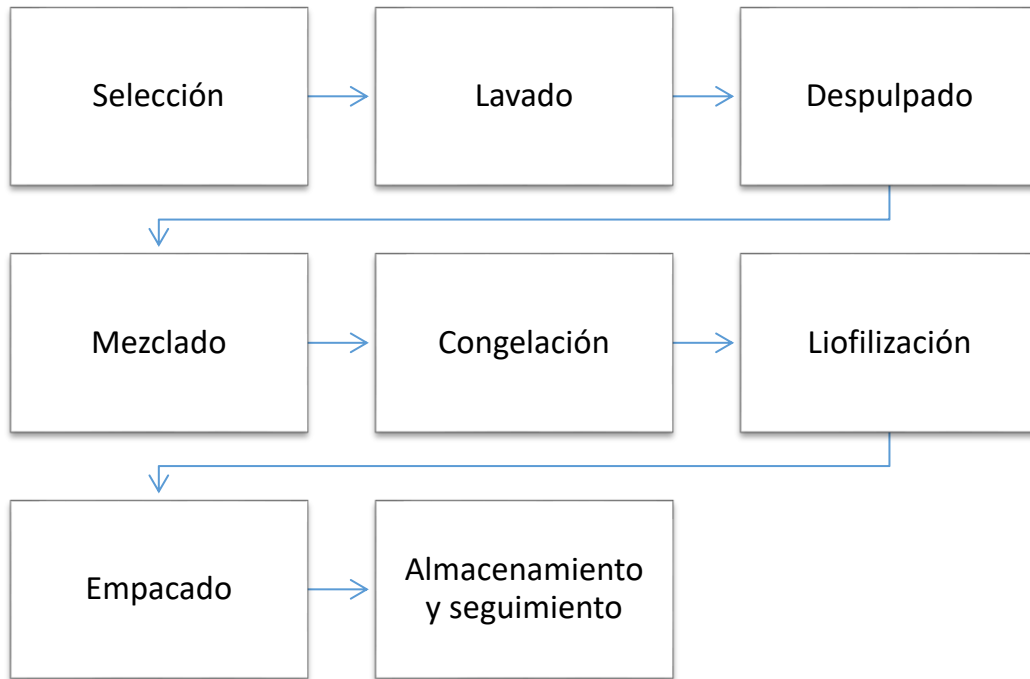 Selección
Lavado
Despulpado
Mezclado
Congelación
Liofilización
Empacado
Almacenamiento
y seguimiento